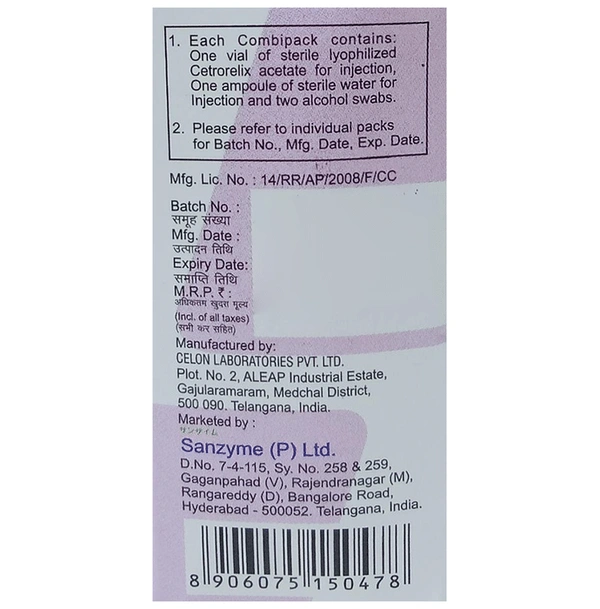 1. Each Combipack contains:
One vial of sterile lyophilized
Cetrorelix acetate for injection,
One ampoule of sterile water for
Injection and two alcohol swabs.
2. Please refer to individual packs
for Batch No., Mfg. Date, Exp. Date.
Mfg. Lic. No. : 14/RR/AP/2008/F/CC
Batch No. :
समूह संख्या
Mfg. Date :
उत्पादन तिथि
Expiry Date:
समाप्ति तिथि
M.R.P. ₹ :
अधिकतम खुदरा मूल्य
(Incl. of all taxes)
(सभी कर सहित)
Manufactured by:
CELON LABORATORIES PVT. LTD.
Plot. No. 2, ALEAP Industrial Estate,
Gajularamaram, Medchal District,
500 090. Telangana, India.
Marketed by :
サンザイム
Sanzyme (P) Ltd.
D.No. 7-4-115, Sy. No. 258 & 259,
Gaganpahad (V), Rajendranagar (M),
Rangareddy (D), Bangalore Road,
Hyderabad - 500052. Telangana, India.
8 906075 150478